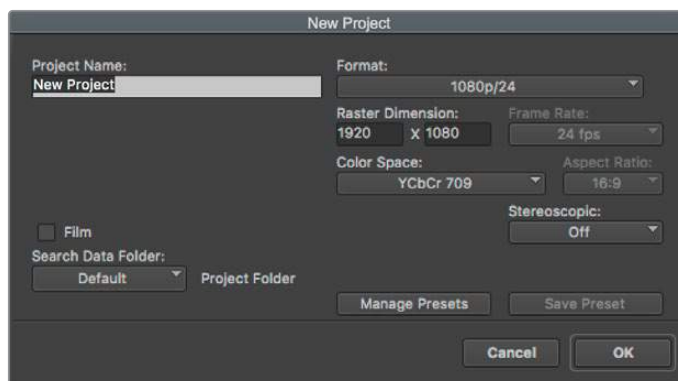 New Project
Project Name:
New Project
Format:
1080p/24
Raster Dimension:
1920 X 1080
Frame Rate:
24 fps
Color Space:
YCbCr 709
Aspect Ratio:
16:9
Stereoscopic:
Off
Film
Search Data Folder:
Default
Project Folder
Manage Presets
Save Preset
Cancel
OK